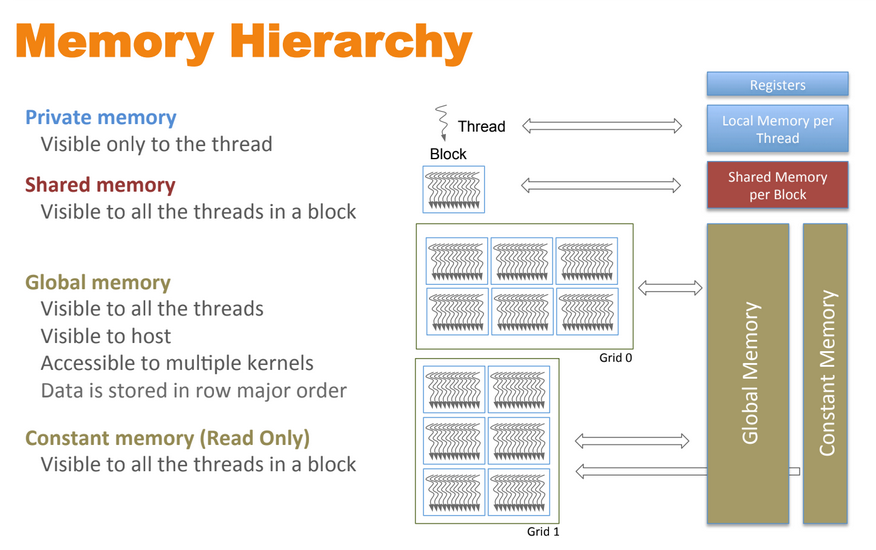 Memory Hierarchy
Private memory
Visible only to the thread
Shared memory
Visible to all the threads in a block
Global memory
Visible to all the threads
Visible to host
Accessible to multiple kernels
Data is stored in row major order
Constant memory (Read Only)
Visible to all the threads in a block
Thread
Block
Grid 0
Grid 1
Registers
Local Memory per
Thread
Shared Memory
per Block
Global Memory
Constant Memory